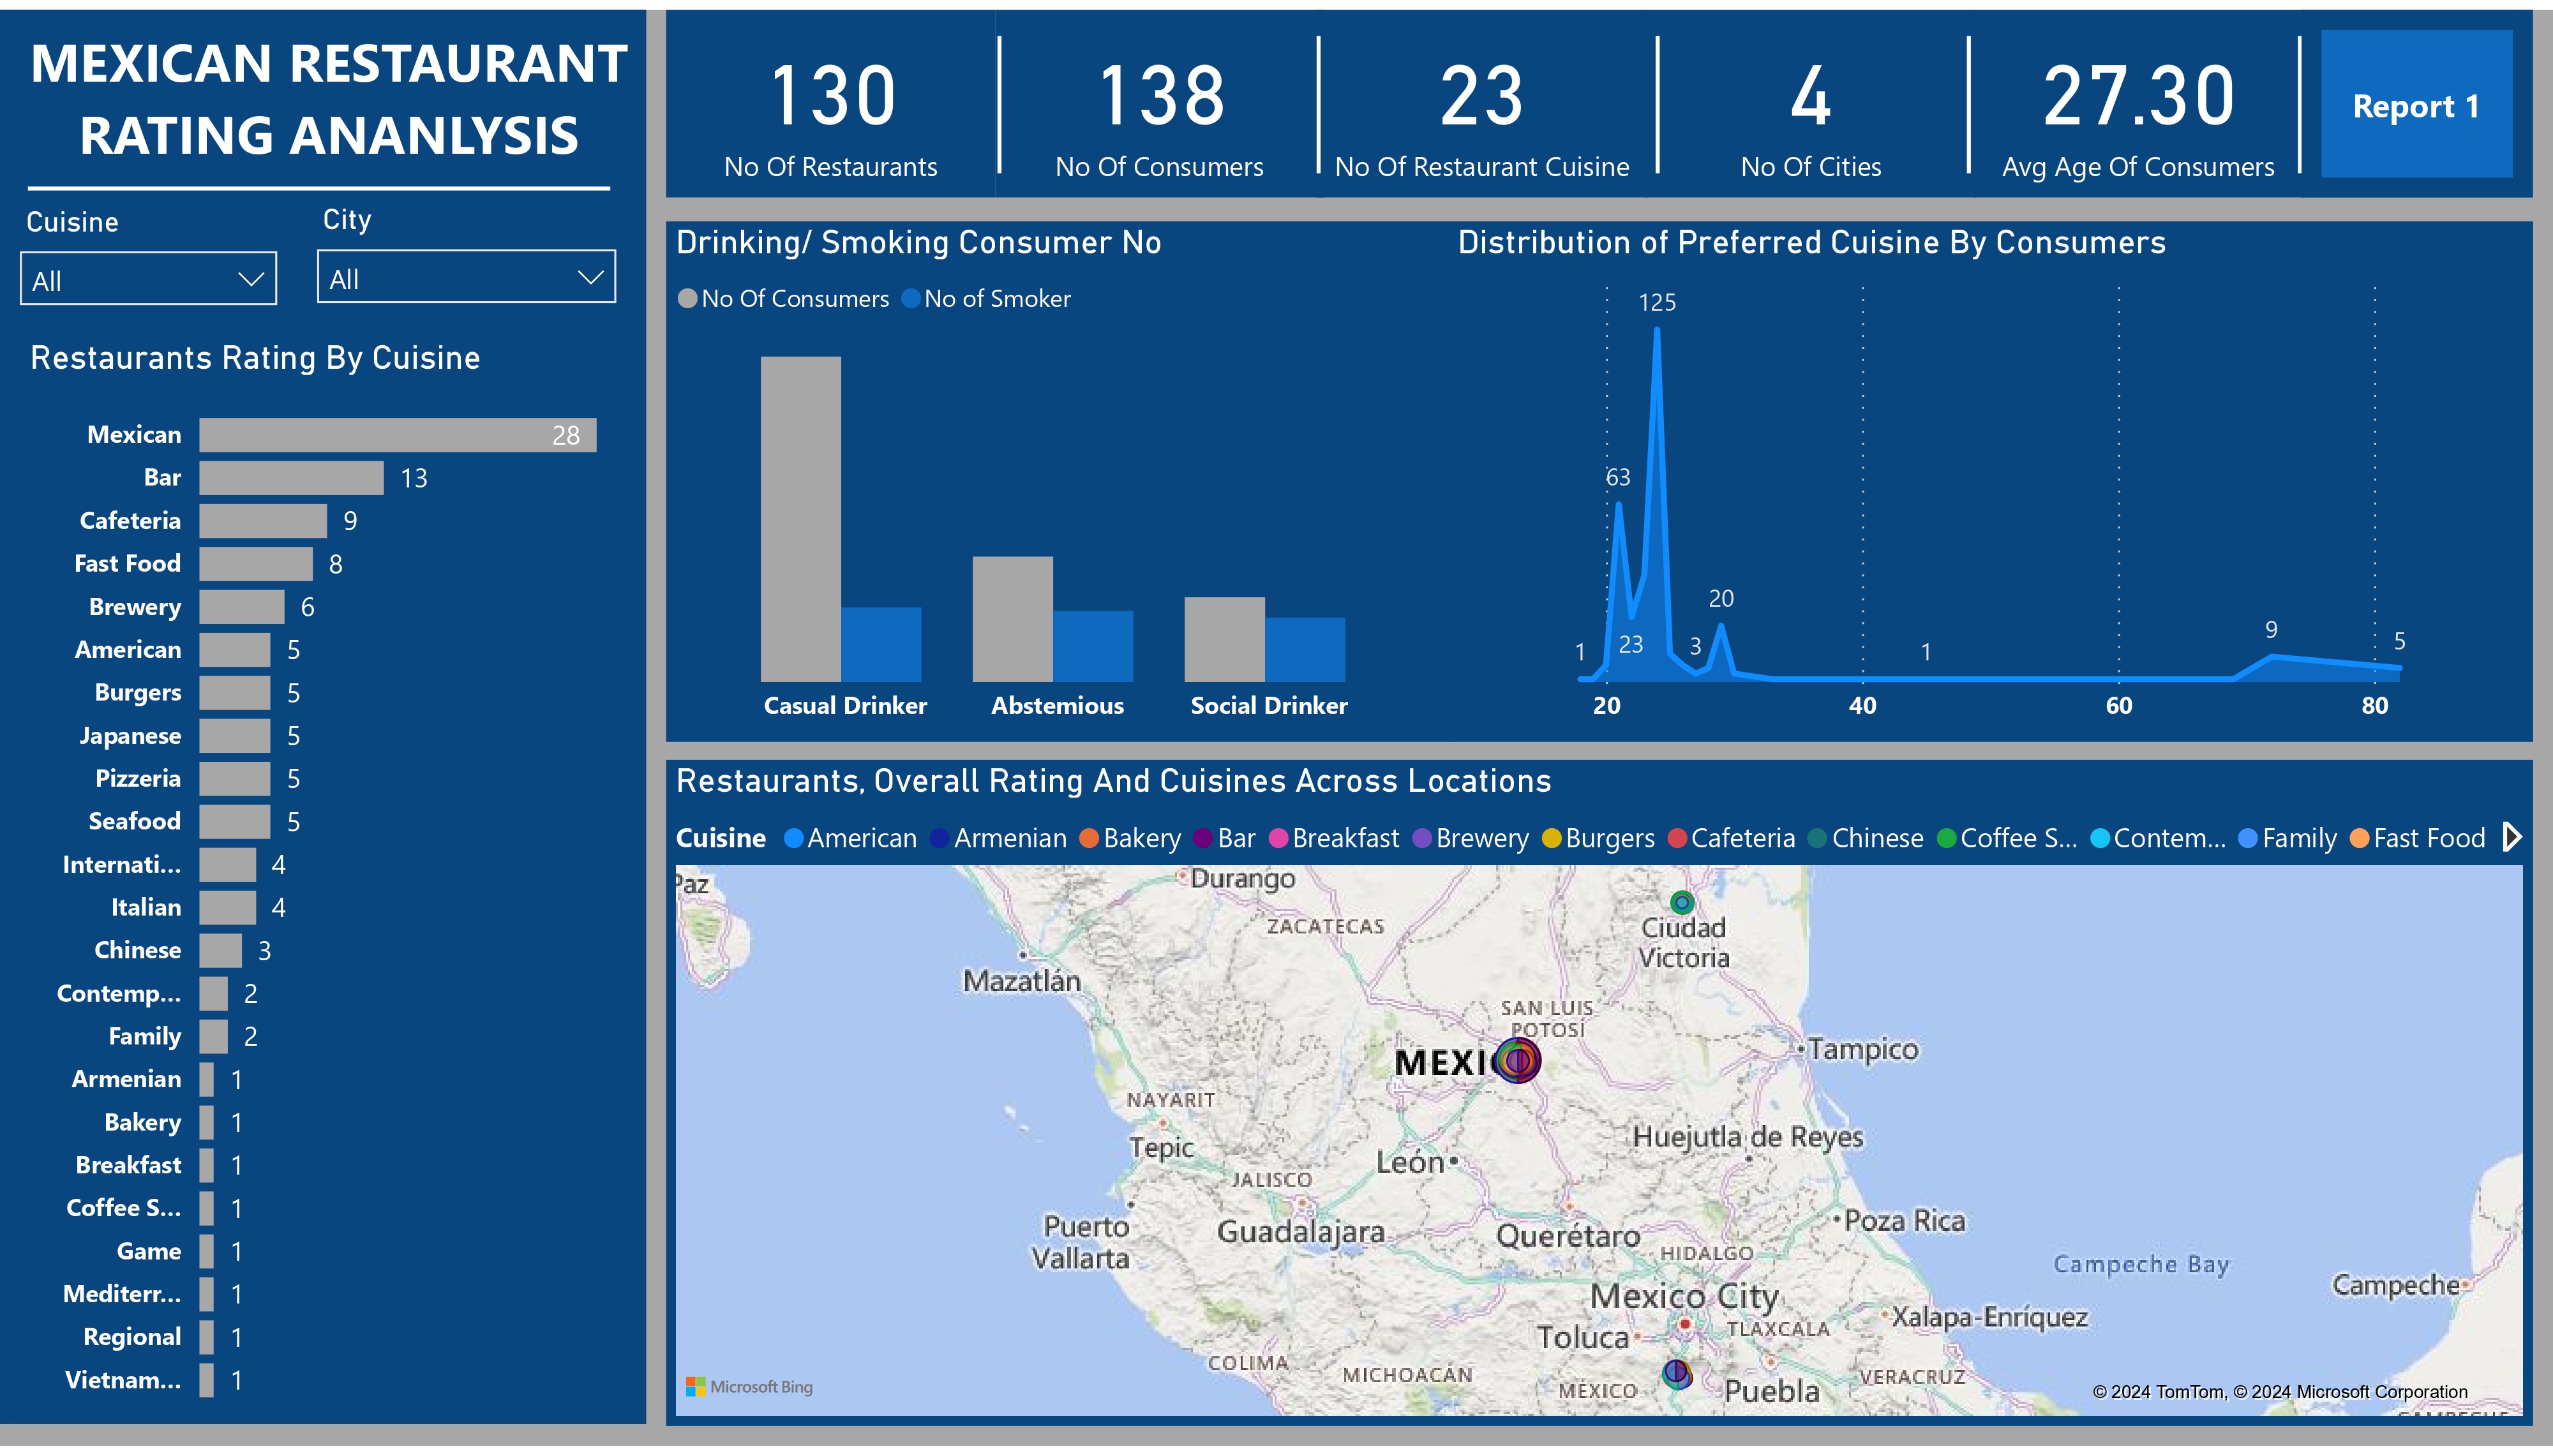 MEXICAN RESTAURANT
RATING ANANLYSIS
Cuisine
City
All
All
Restaurants Rating By Cuisine
Mexican 28
Bar 13
Cafeteria 9
Fast Food 8
Brewery 6
American 5
Burgers 5
Japanese 5
Pizzeria 5
Seafood 5
Internati... 4
Italian 4
Chinese 3
Contemp... 2
Family 2
Armenian 1
Bakery 1
Breakfast 1
Coffee S... 1
Game 1
Mediterr... 1
Regional 1
Vietnam... 1
130
No Of Restaurants
138
No Of Consumers
23
No Of Restaurant Cuisine
4
No Of Cities
27.30
Avg Age Of Consumers
Report 1
Drinking/ Smoking Consumer No
No Of Consumers No of Smoker
Casual Drinker Abstemious Social Drinker
Distribution of Preferred Cuisine By Consumers
125
63
20
9
1 23 3 1 5
20 40 60 80
Restaurants, Overall Rating And Cuisines Across Locations
Cuisine American Armenian Bakery Bar Breakfast Brewery Burgers Cafeteria Chinese Coffee S... Contem... Family Fast Food
Paz
Durango
ZACATECAS
Ciudad
Victoria
Mazatlán
SAN LUIS
POTOSÍ
MEXIC
Tampico
NAYARIT
Tepic
Huejutla de Reyes
León
JALISCO
Puerto
Vallarta
Guadalajara
Querétaro
Poza Rica
HIDALGO
Campeche Bay
Campeche
Mexico City
Toluca
TLAXCALA
Xalapa-Enríquez
COLIMA
MICHOACÁN
MÉXICO
Puebla
VERACRUZ
Microsoft Bing
© 2024 TomTom, © 2024 Microsoft Corporation